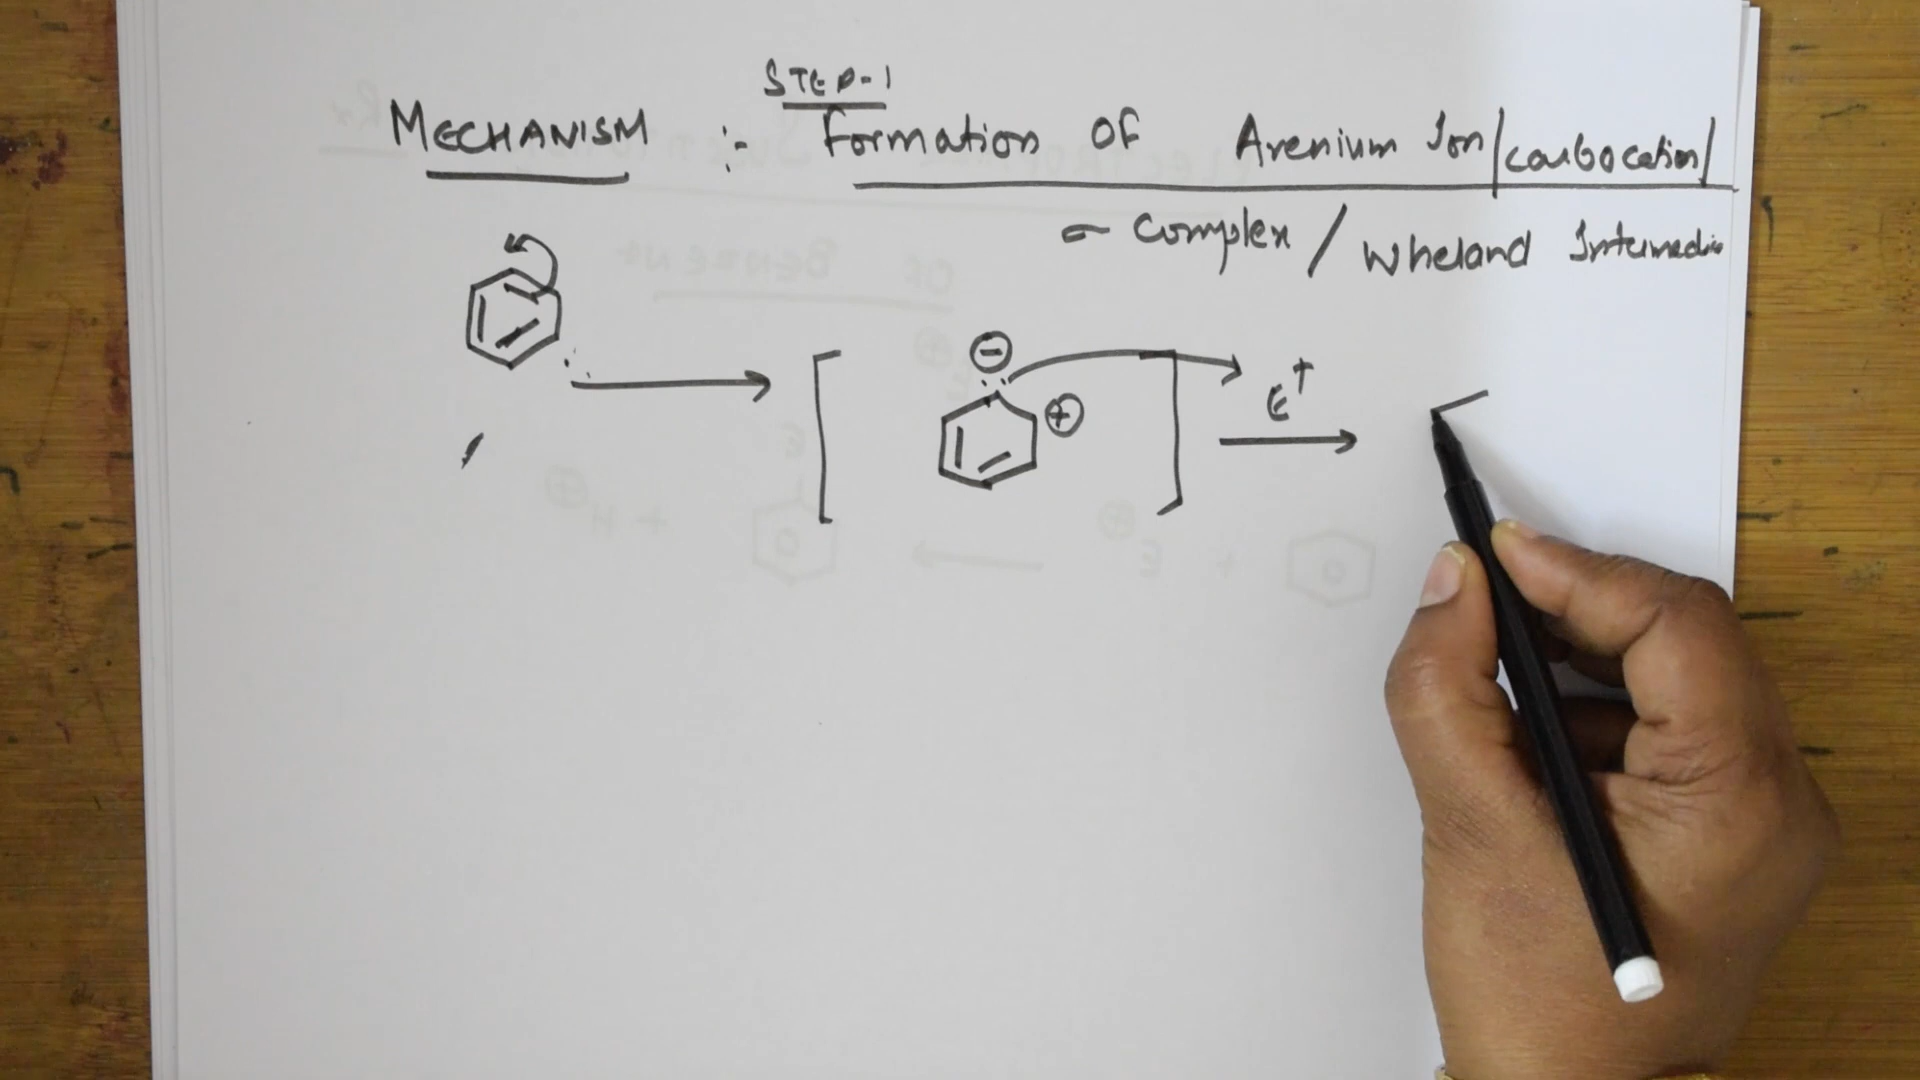 STEP-1
MECHANISM :- Formation OF Arenium Ion/carbocation/
σ- Complex / Wheland
⊖
⊕
E+